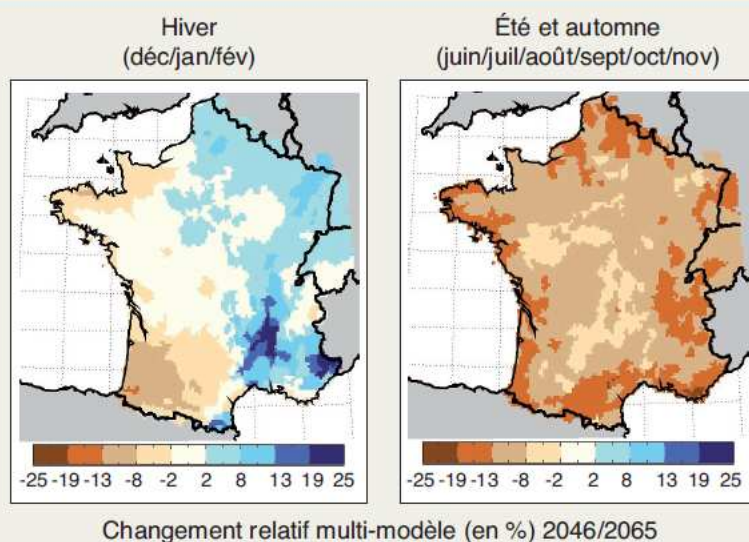 Hiver
(déc/jan/fév)
Été et automne
(juin/juil/août/sept/oct/nov)
-25 -19 -13 -8 -2 2 8 13 19 25
-25 -19 -13 -8 -2 2 8 13 19 25
Changement relatif multi-modèle (en %) 2046/2065